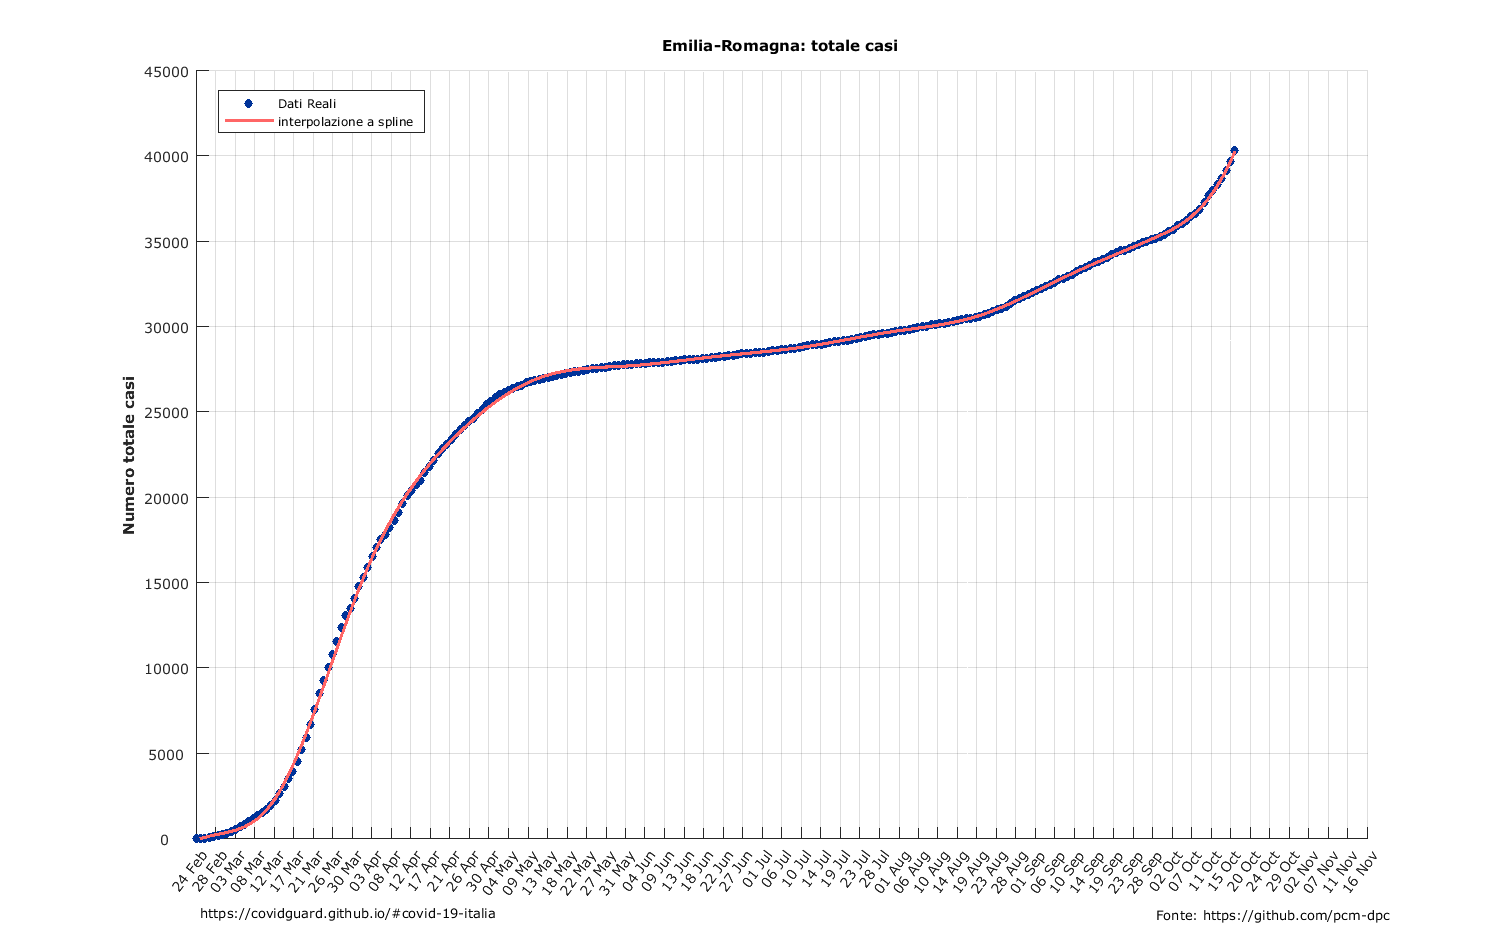 Emilia-Romagna: totale casi
45000
40000
35000
30000
25000
20000
15000
10000
5000
0
Numero totale casi
Dati Reali
interpolazione a spline
24 Feb
28 Feb
03 Mar
08 Mar
12 Mar
17 Mar
21 Mar
26 Mar
30 Mar
03 Apr
08 Apr
12 Apr
17 Apr
21 Apr
26 Apr
30 Apr
04 May
09 May
13 May
18 May
22 May
27 May
31 May
04 Jun
09 Jun
13 Jun
18 Jun
22 Jun
27 Jun
01 Jul
06 Jul
10 Jul
14 Jul
19 Jul
23 Jul
28 Jul
01 Aug
06 Aug
10 Aug
14 Aug
19 Aug
23 Aug
28 Aug
01 Sep
06 Sep
10 Sep
14 Sep
19 Sep
23 Sep
28 Sep
02 Oct
07 Oct
11 Oct
15 Oct
20 Oct
24 Oct
29 Oct
02 Nov
07 Nov
11 Nov
16 Nov
https://covidguard.github.io/#covid-19-italia
Fonte: https://github.com/pcm-dpc